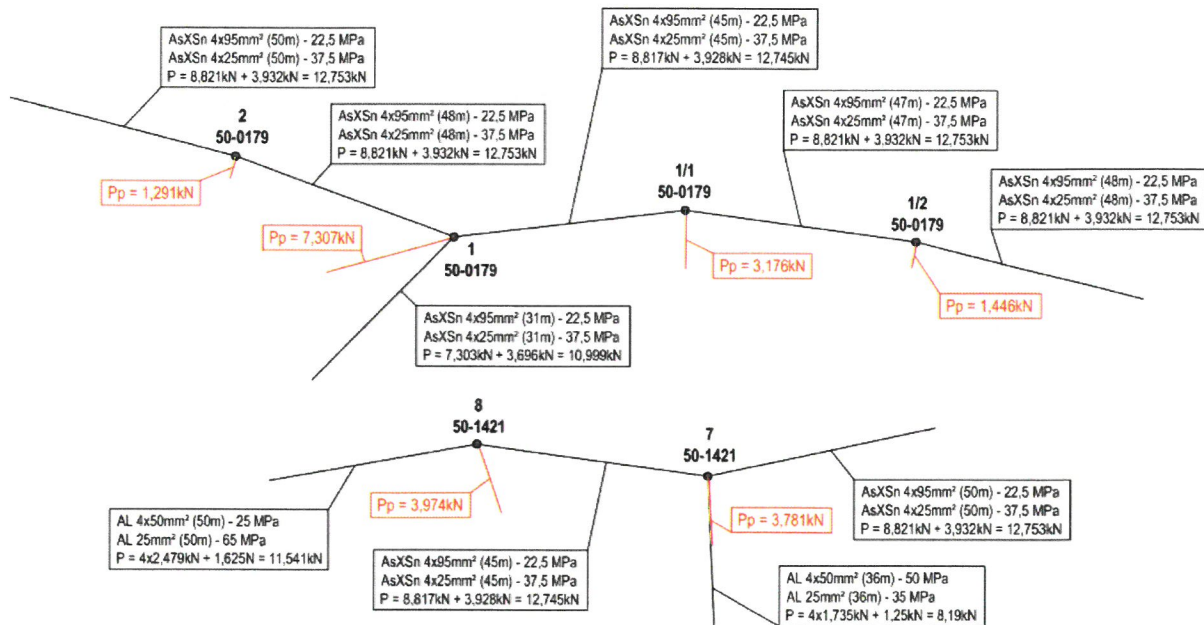 AsXSn 4x95mm² (50m) - 22,5 MPa
AsXSn 4x25mm² (50m) - 37,5 MPa
P = 8,821kN + 3,932kN = 12,753kN
AsXSn 4x95mm² (45m) - 22,5 MPa
AsXSn 4x25mm² (45m) - 37,5 MPa
P = 8,817kN + 3,928kN = 12,745kN
2
50-0179
AsXSn 4x95mm² (48m) - 22,5 MPa
AsXSn 4x25mm² (48m) - 37,5 MPa
P = 8,821kN + 3.932kN = 12.753kN
AsXSn 4x95mm² (47m) - 22,5 MPa
AsXSn 4x25mm² (47m) - 37,5 MPa
P = 8,821kN + 3,932kN = 12,753kN
Pp = 1,291kN
1/1
50-0179
1/2
50-0179
AsXSn 4x95mm² (48m) - 22,5 MPa
AsXSn 4x25mm² (48m) - 37,5 MPa
P = 8,821kN + 3,932kN = 12,753kN
Pp = 7,307kN
1
50-0179
Pp = 3,176kN
Pp = 1,446kN
AsXSn 4x95mm² (31m) - 22,5 MPa
AsXSn 4x25mm² (31m) - 37,5 MPa
P = 7,303kN + 3,696kN = 10,999kN
8
50-1421
7
50-1421
Pp = 3,974kN
Pp = 3,781kN
AsXSn 4x95mm² (50m) - 22,5 MPa
AsXSn 4x25mm² (50m) - 37,5 MPa
P = 8,821kN + 3,932kN = 12,753kN
AL 4x50mm² (50m) - 25 MPa
AL 25mm² (50m) - 65 MPa
P = 4x2,479kN + 1,625N = 11,541kN
AsXSn 4x95mm² (45m) - 22,5 MPa
AsXSn 4x25mm² (45m) - 37,5 MPa
P = 8,817kN + 3,928kN = 12,745kN
AL 4x50mm² (36m) - 50 MPa
AL 25mm² (36m) - 35 MPa
P = 4x1,735kN + 1,25kN = 8,19kN